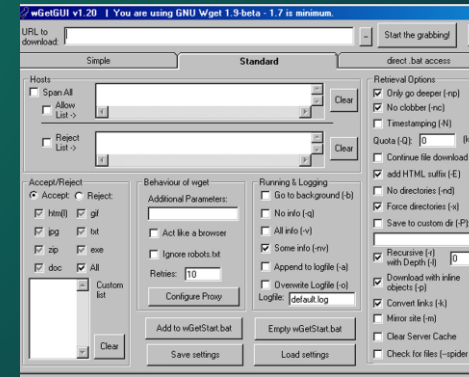 wGetGUI v1.20 | You are using GNU Wget 1.9-beta - 1.7 is minimum.
URL to download:
-
Start the grabbing!
Simple
Standard
direct .bat access
Hosts
Span All
Allow List ->
Clear
Reject List ->
Clear
Accept/Reject
Accept:
Reject:
htm(l)
gif
jpg
txt
zip
exe
doc
All
Custom list
Clear
Behaviour of wget
Additional Parameters:
Act like a browser
Ignore robots.txt
Retries: 10
Configure Proxy
Running & Logging
Go to background (-b)
No info (-q)
All info (-v)
Some info (-nv)
Append to logfile (-a)
Overwrite Logfile (-o)
Logfile: default.log
Add to wGetStart.bat
Empty wGetStart.bat
Save settings
Load settings
Retrieval Options
Only go deeper (-np)
No clobber (-nc)
Timestamping (-N)
Quota (-Q): 0
Continue file download
add HTML suffix (-E)
No directories (-nd)
Force directories (-x)
Save to custom dir (-P):
Recursive (-r)
with Depth (-l) 0
Download with inline
objects (-p)
Convert links (-k)
Mirror site (-m)
Clear Server Cache
Check for files (--spider